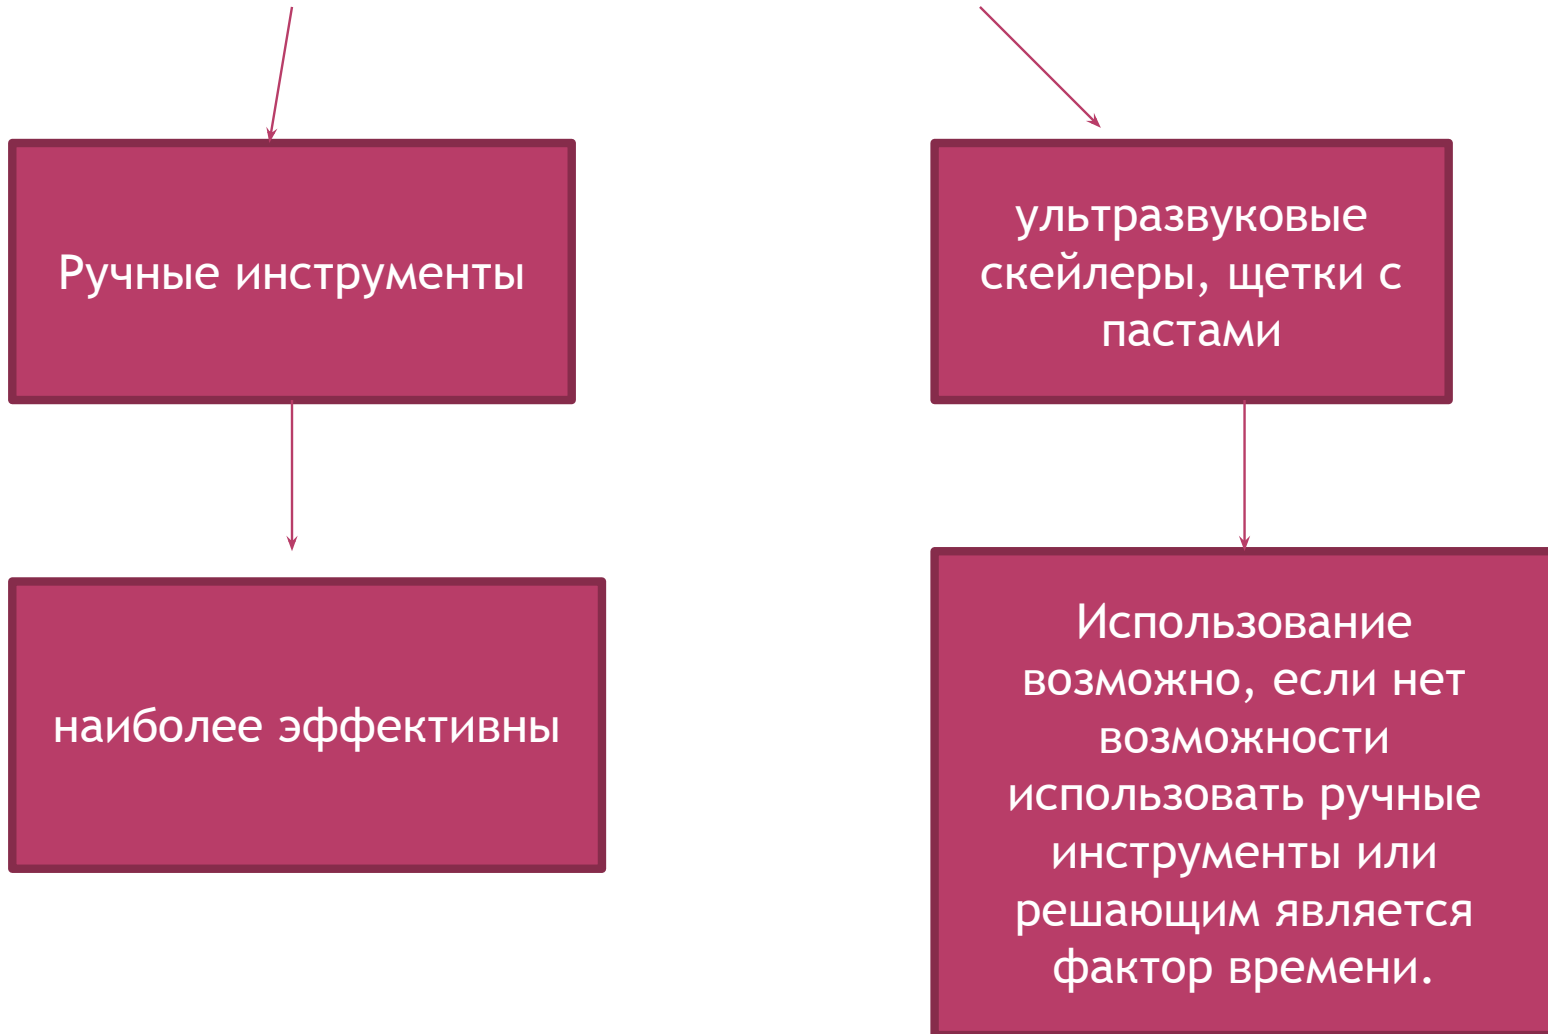 Ручные инструменты
ультразвуковые
скейлеры, щетки с
пастами
наиболее эффективны
Использование
возможно, если нет
возможности
использовать ручные
инструменты или
решающим является
фактор времени.